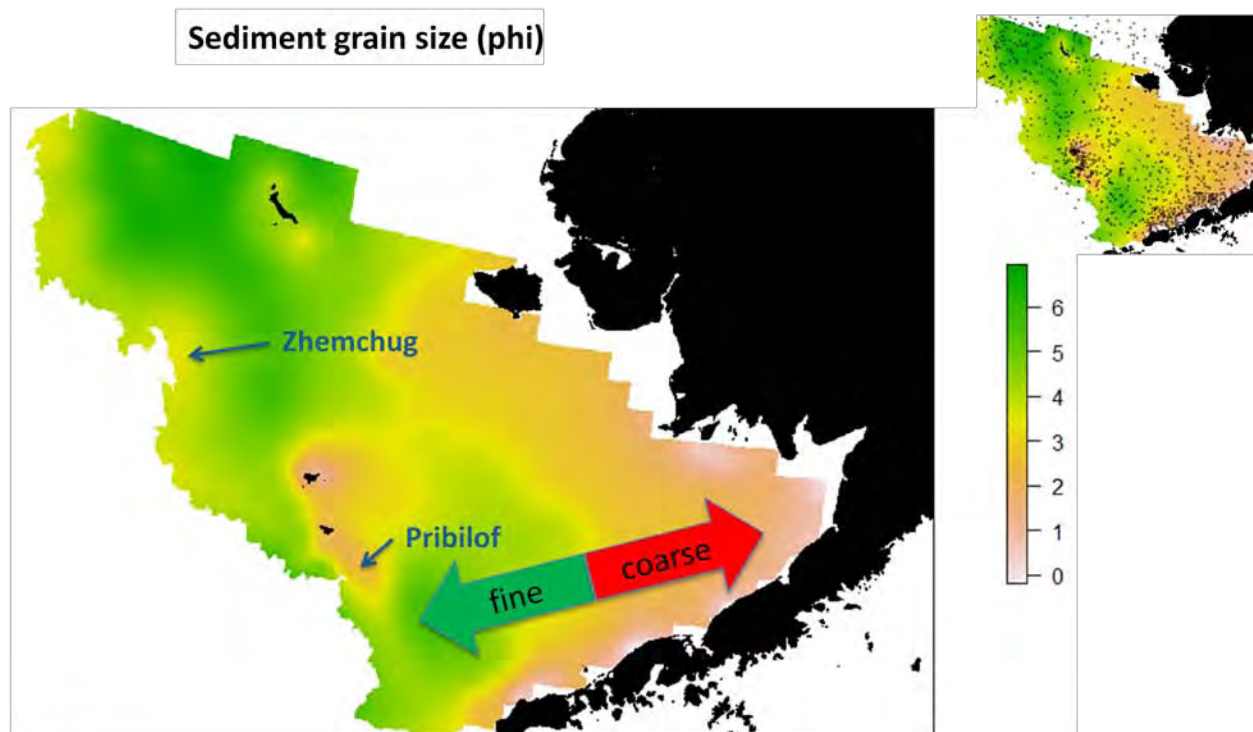 Sediment grain size (phi)
Zhemchug
Pribilof
fine
coarse
6
5
4
3
2
1
0